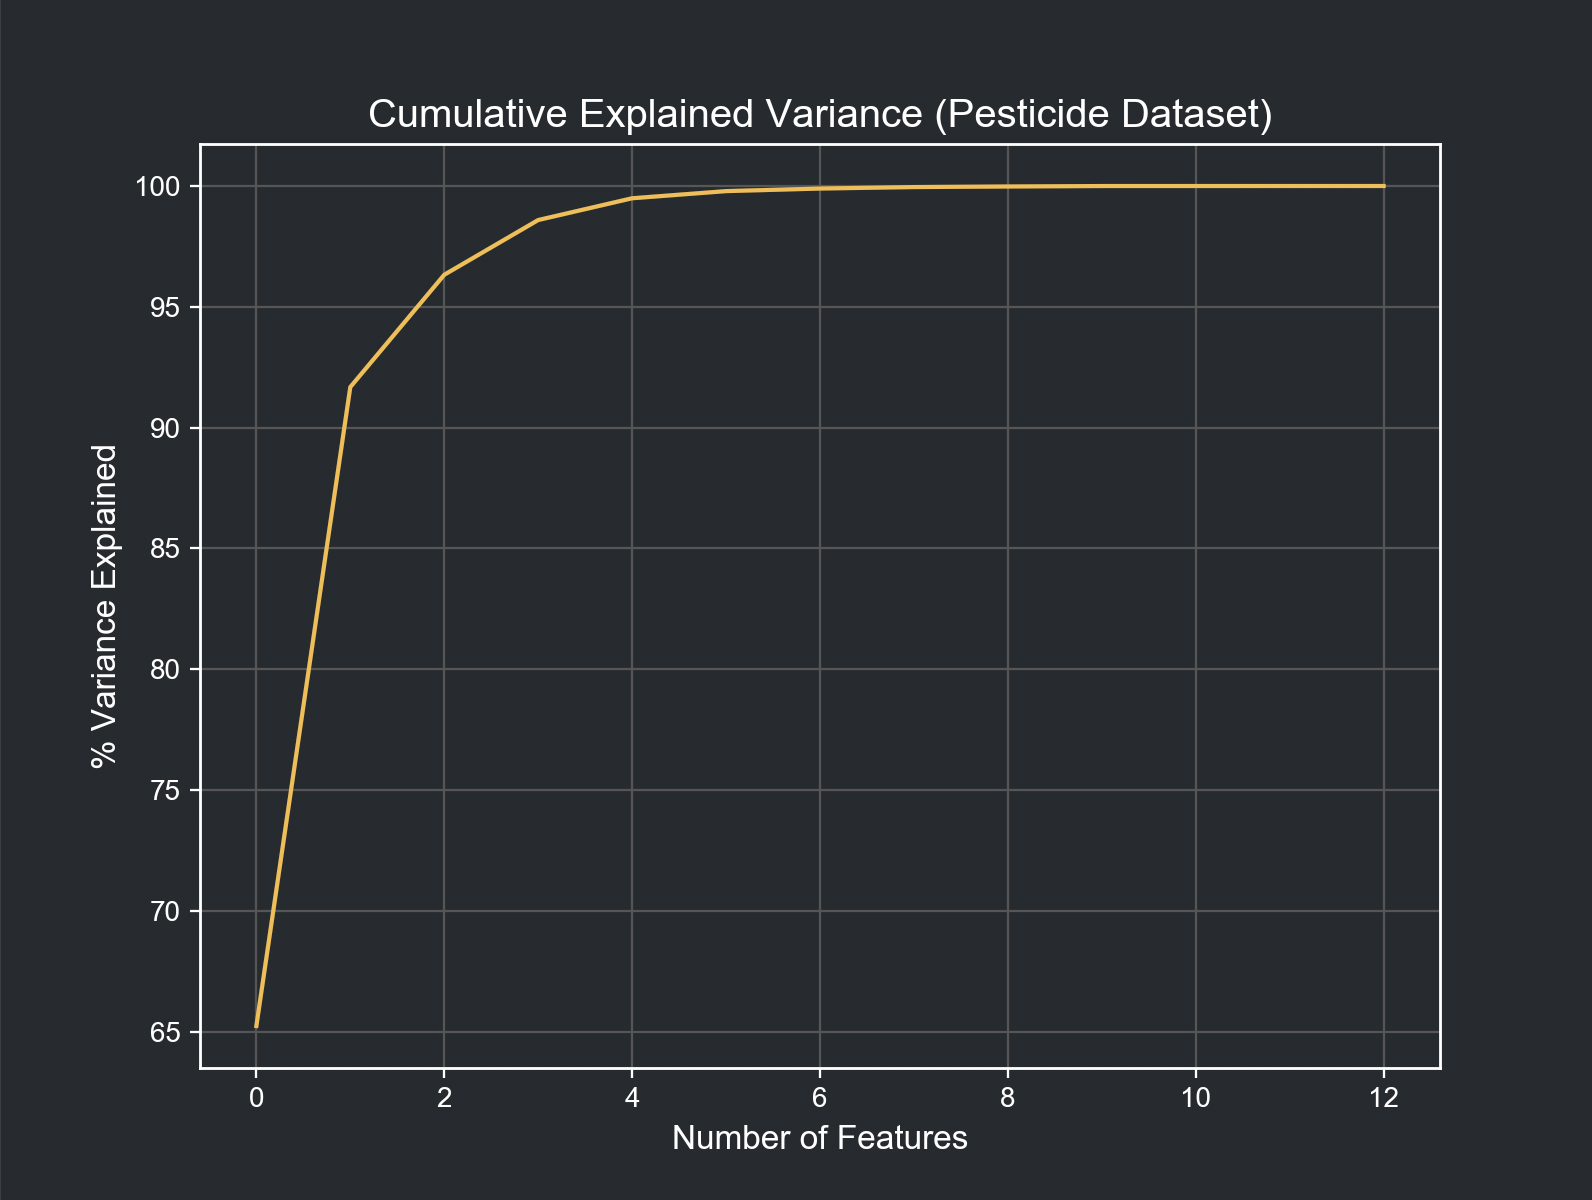 Cumulative Explained Variance (Pesticide Dataset)
% Variance Explained
100
95
90
85
80
75
70
65
0 2 4 6 8 10 12
Number of Features